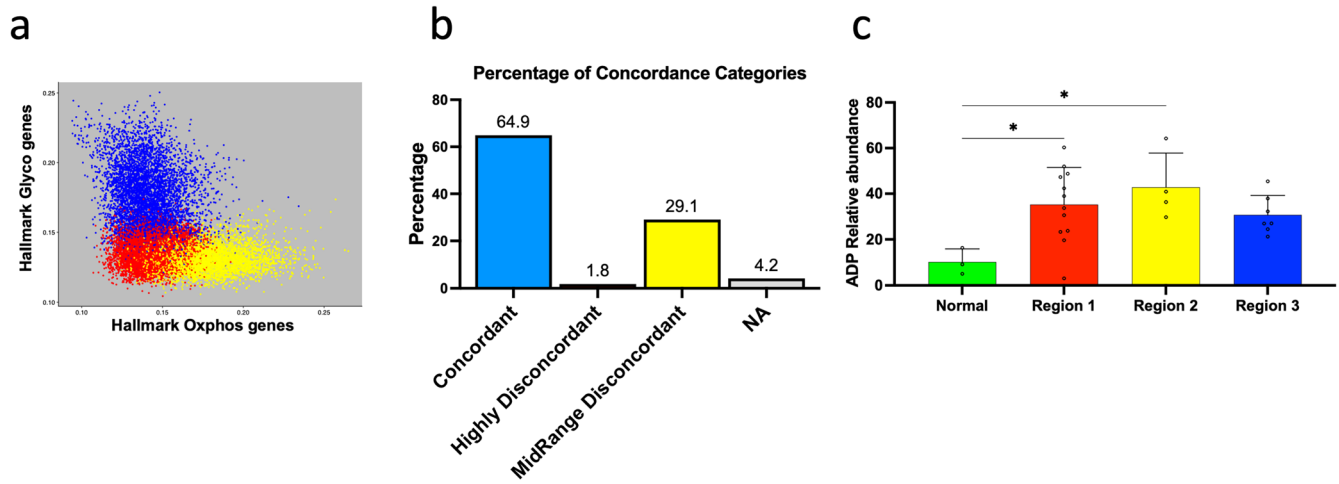 a
Hallmark Glyco genes
0.25
0.20
0.15
0.10
0.10
0.15
0.20
0.25
Hallmark Oxphos genes
b
Percentage of Concordance Categories
Percentage
80
60
40
20
0
64.9
1.8
29.1
4.2
Concordant
Highly Disconcordant
MidRange Disconcordant
NA
c
ADP Relative abundance
80
60
40
20
0
*
*
Normal
Region 1
Region 2
Region 3